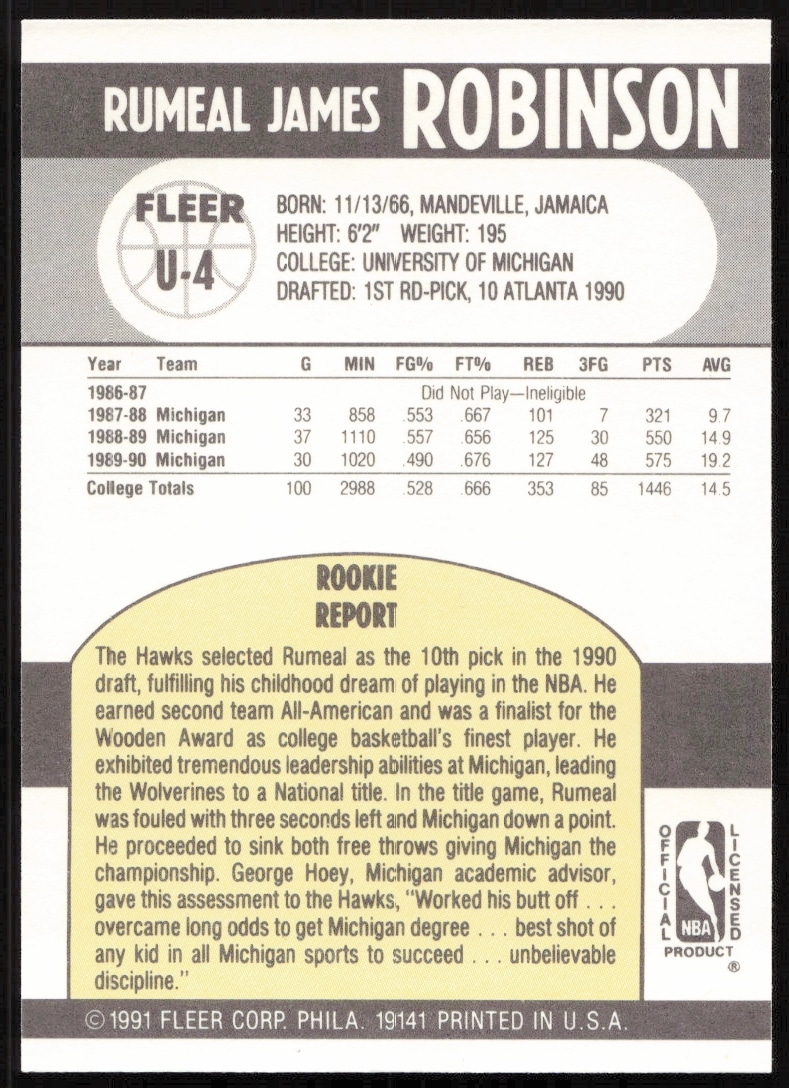 RUMEAL JAMES ROBINSON
FLEER
U-4
BORN: 11/13/66, MANDEVILLE, JAMAICA
HEIGHT: 6'2" WEIGHT: 195
COLLEGE: UNIVERSITY OF MICHIGAN
DRAFTED: 1ST RD-PICK, 10 ATLANTA 1990
Year Team G MIN FG% FT% REB 3FG PTS AVG
1986-87 Did Not Play—Ineligible
1987-88 Michigan 33 858 .553 .667 101 7 321 9.7
1988-89 Michigan 37 1110 .557 .656 125 30 550 14.9
1989-90 Michigan 30 1020 .490 .676 127 48 575 19.2
College Totals 100 2988 .528 .666 353 85 1446 14.5
ROOKIE
REPORT
The Hawks selected Rumeal as the 10th pick in the 1990
draft, fulfilling his childhood dream of playing in the NBA. He
earned second team All-American and was a finalist for the
Wooden Award as college basketball's finest player. He
exhibited tremendous leadership abilities at Michigan, leading
the Wolverines to a National title. In the title game, Rumeal
was fouled with three seconds left and Michigan down a point.
He proceeded to sink both free throws giving Michigan the
championship. George Hoey, Michigan academic advisor,
gave this assessment to the Hawks, "Worked his butt off . . .
overcame long odds to get Michigan degree . . . best shot of
any kid in all Michigan sports to succeed . . . unbelievable
discipline."
OFFICIAL
LICENSED
NBA
PRODUCT
®
© 1991 FLEER CORP. PHILA. 19141 PRINTED IN U.S.A.